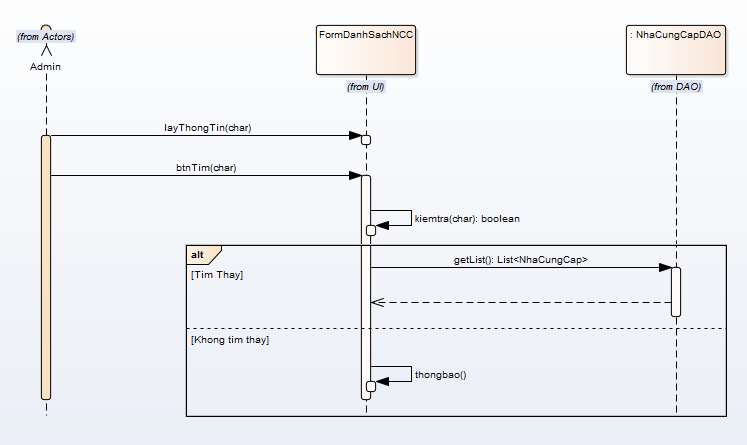 (from Actors)
Admin
FormDanhSachNCC
(from UI)
: NhaCungCapDAO
(from DAO)
layThongTin(char)
btnTim(char)
kiemtra(char): boolean
alt
getList(): List<NhaCungCap>
[Tim Thay]
[Khong tim thay]
thongbao()